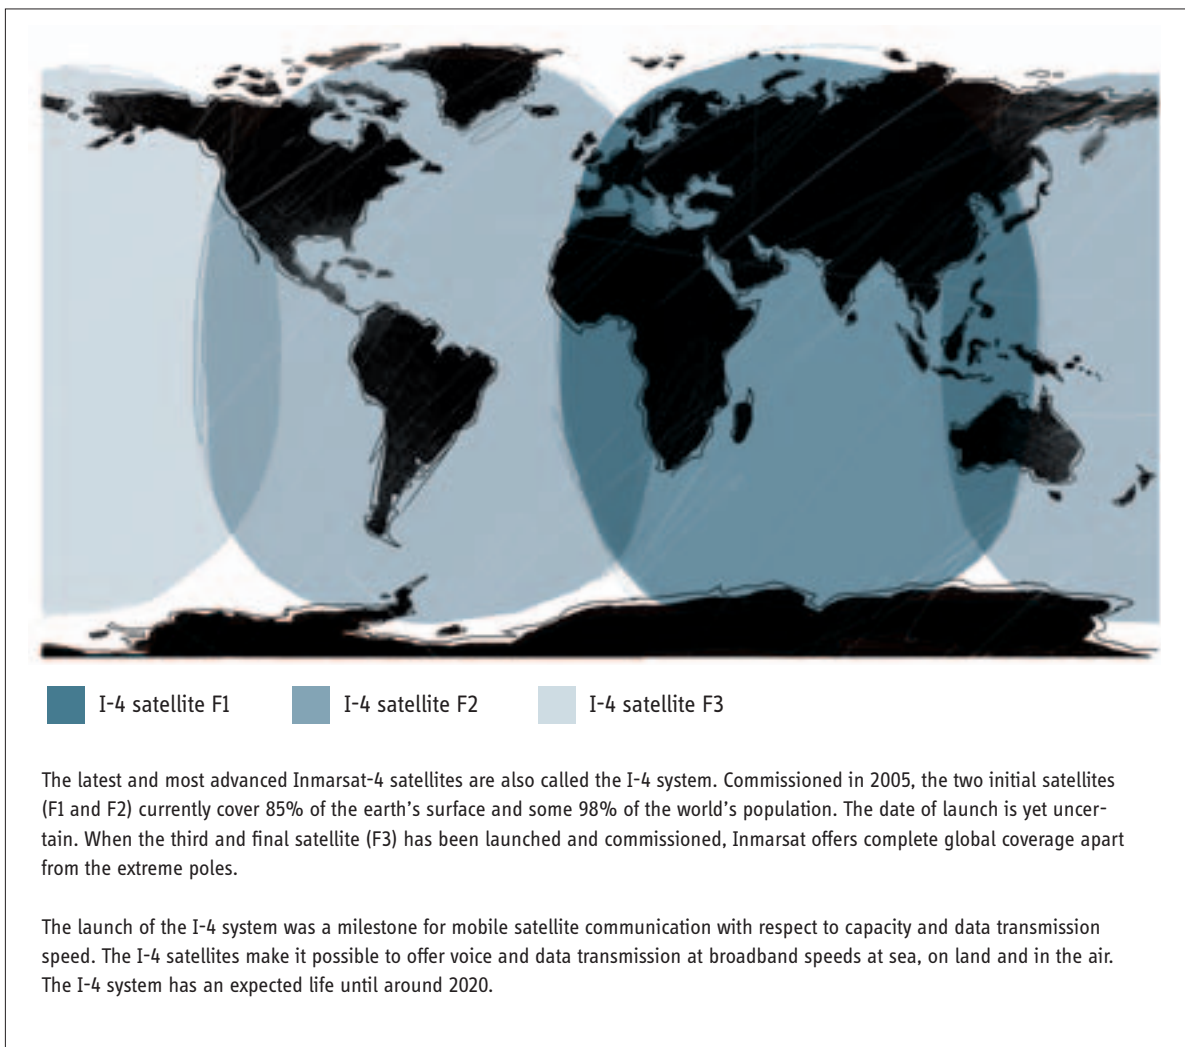 I-4 satellite F1 I-4 satellite F2 I-4 satellite F3
The latest and most advanced Inmarsat-4 satellites are also called the I-4 system. Commissioned in 2005, the two initial satellites
(F1 and F2) currently cover 85% of the earth's surface and some 98% of the world's population. The date of launch is yet uncer-
tain. When the third and final satellite (F3) has been launched and commissioned, Inmarsat offers complete global coverage apart
from the extreme poles.
The launch of the I-4 system was a milestone for mobile satellite communication with respect to capacity and data transmission
speed. The I-4 satellites make it possible to offer voice and data transmission at broadband speeds at sea, on land and in the air.
The I-4 system has an expected life until around 2020.